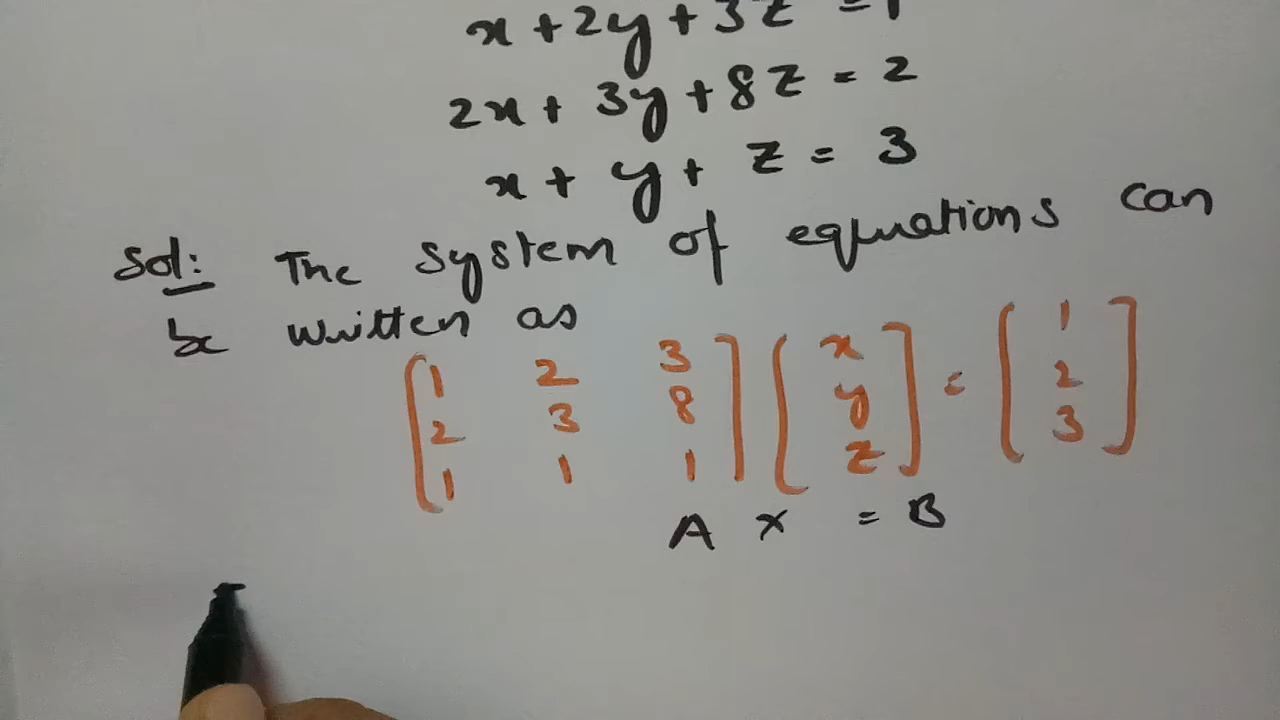 x + 2y + 3z = 1
2x + 3y + 8z = 2
x + y + z = 3
Sol: The system of equations can
be written as
[1 2 3] [x] = [1]
[2 3 8] [y] [2]
[1 1 1] [z] [3]
A X = B